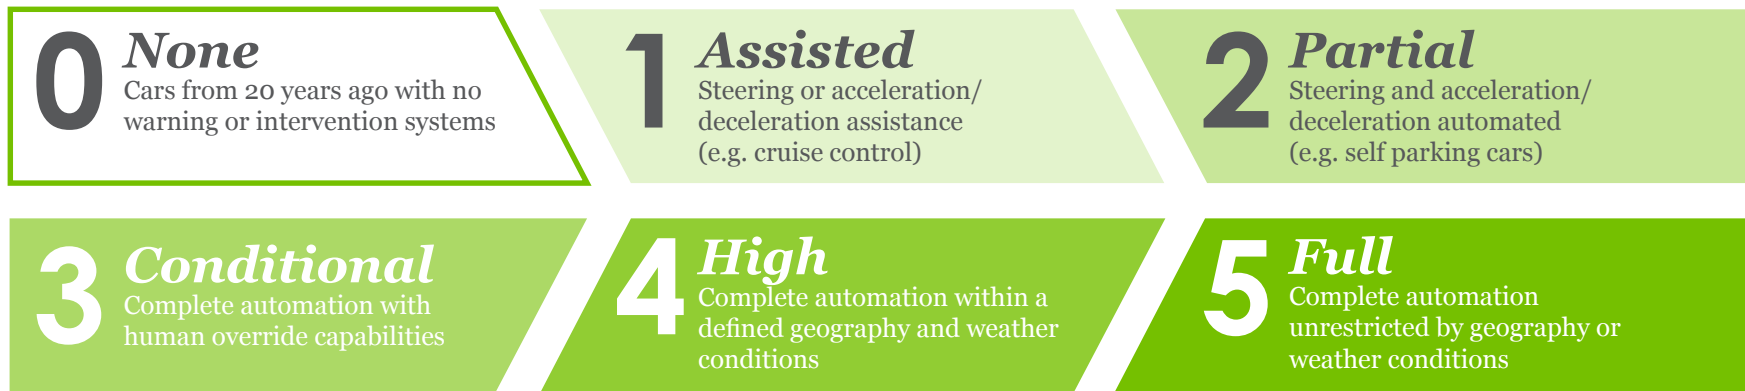 0 None
Cars from 20 years ago with no
warning or intervention systems
1 Assisted
Steering or acceleration/
deceleration assistance
(e.g. cruise control)
2 Partial
Steering and acceleration/
deceleration automated
(e.g. self parking cars)
3 Conditional
Complete automation with
human override capabilities
4 High
Complete automation within a
defined geography and weather
conditions
5 Full
Complete automation
unrestricted by geography or
weather conditions